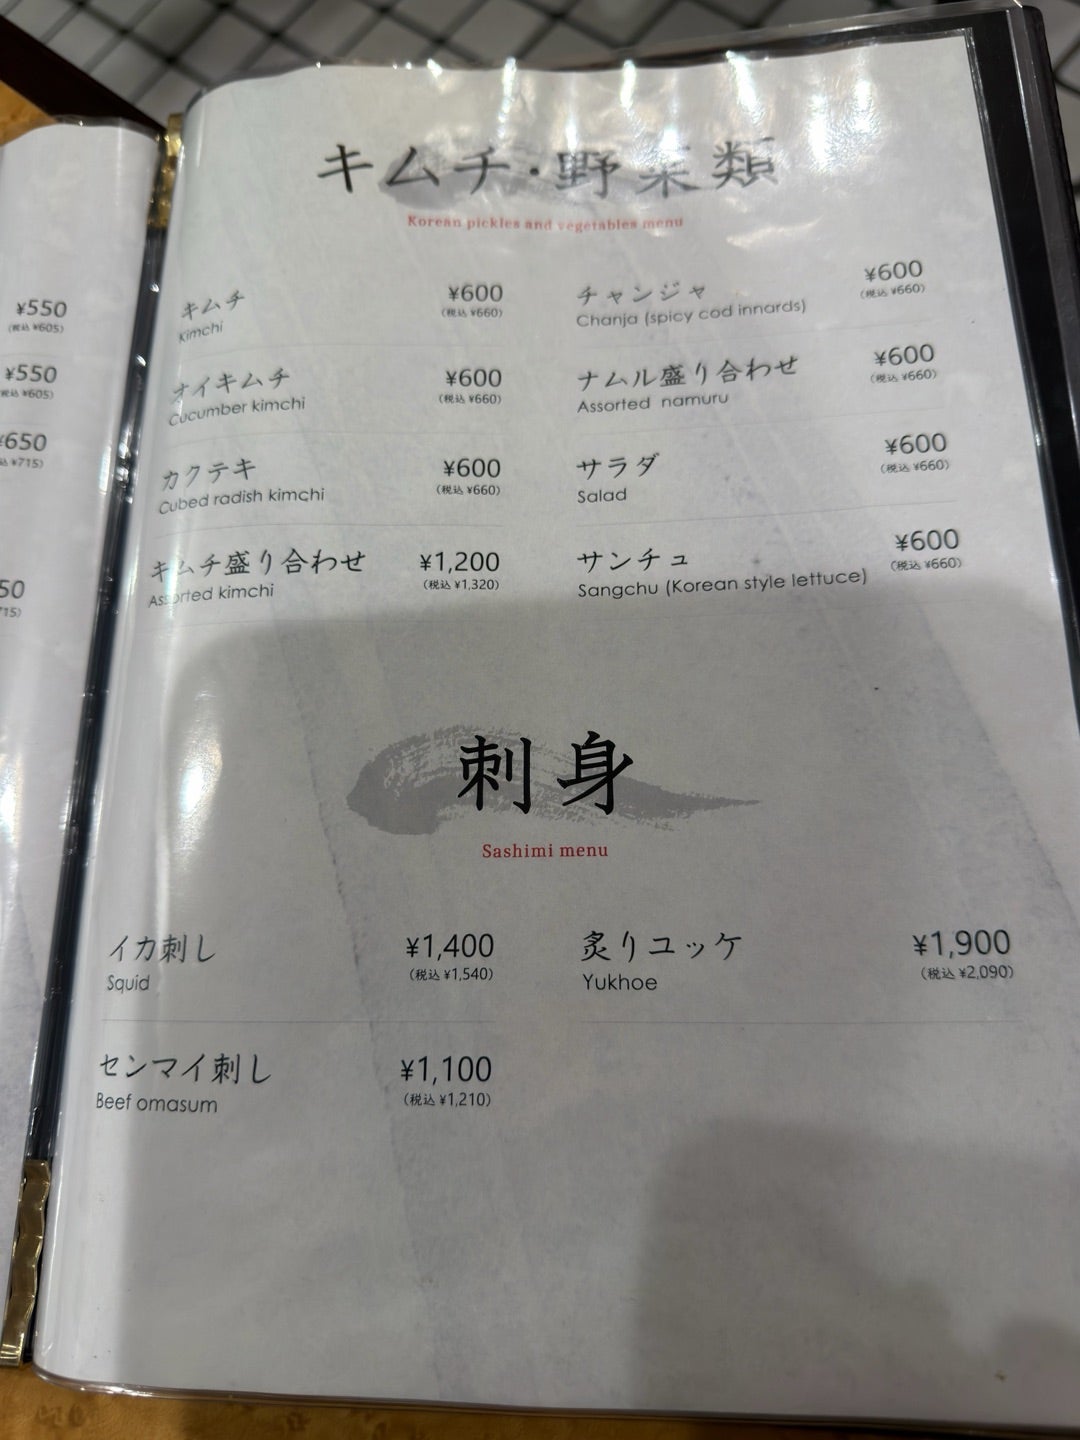 ¥550
(税込 ¥605)
¥550
(税込 ¥605)
¥650
¥715)
50
715)
キムチ・野菜類
Korean pickles and vegetables menu
キムチ ¥600
Kimchi (税込 ¥660)
オイキムチ ¥600
Cucumber kimchi (税込 ¥660)
カクテキ ¥600
Cubed radish kimchi (税込 ¥660)
キムチ盛り合わせ ¥1,200
Assorted kimchi (税込 ¥1,320)
チャンジャ ¥600
Chanja (spicy cod innards) (税込 ¥660)
ナムル盛り合わせ ¥600
Assorted namuru (税込 ¥660)
サラダ ¥600
Salad (税込 ¥660)
サンチュ ¥600
Sangchu (Korean style lettuce) (税込 ¥660)
刺身
Sashimi menu
イカ刺し ¥1,400
Squid (税込 ¥1,540)
センマイ刺し ¥1,100
Beef omasum (税込 ¥1,210)
炙りユッケ ¥1,900
Yukhoe (税込 ¥2,090)